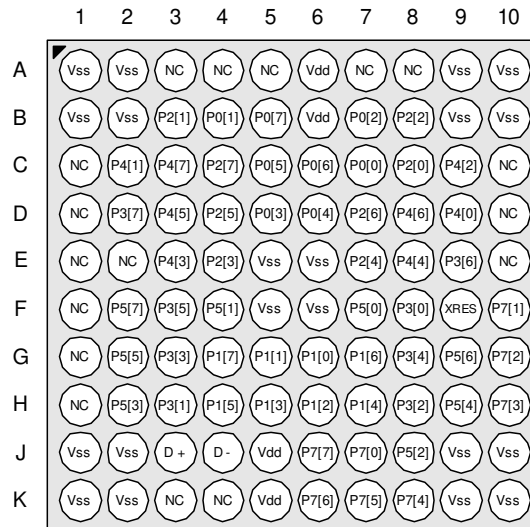 1 2 3 4 5 6 7 8 9 10
A Vss Vss NC NC NC Vdd NC NC Vss Vss
B Vss Vss P2[1] P0[1] P0[7] Vdd P0[2] P2[2] Vss Vss
C NC P4[1] P4[7] P2[7] P0[5] P0[6] P0[0] P2[0] P4[2] NC
D NC P3[7] P4[5] P2[5] P0[3] P0[4] P2[6] P4[6] P4[0] NC
E NC NC P4[3] P2[3] Vss Vss P2[4] P4[4] P3[6] NC
F NC P5[7] P3[5] P5[1] Vss Vss P5[0] P3[0] XRES P7[1]
G NC P5[5] P3[3] P1[7] P1[1] P1[0] P1[6] P3[4] P5[6] P7[2]
H NC P5[3] P3[1] P1[5] P1[3] P1[2] P1[4] P3[2] P5[4] P7[3]
J Vss Vss D + D - Vdd P7[7] P7[0] P5[2] Vss Vss
K Vss Vss NC NC Vdd P7[6] P7[5] P7[4] Vss Vss